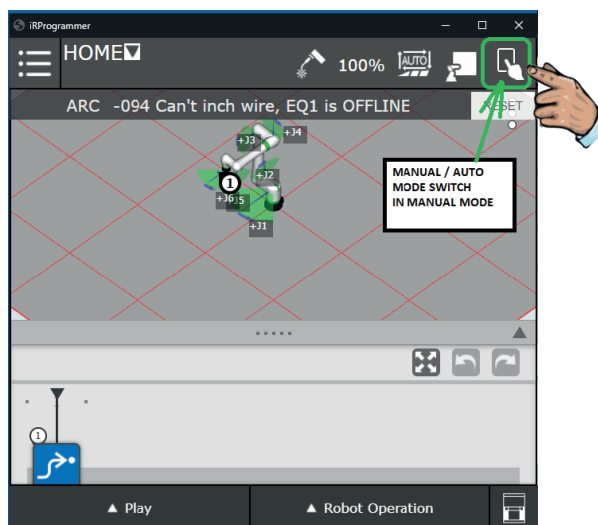 iRProgrammer
HOME
100%
AUTO
ARC -094 Can't inch wire, EQ1 is OFFLINE
+J3
+J4
1
+J2
+J6
J5
+J1
MANUAL / AUTO
MODE SWITCH
IN MANUAL MODE
1
Play
Robot Operation